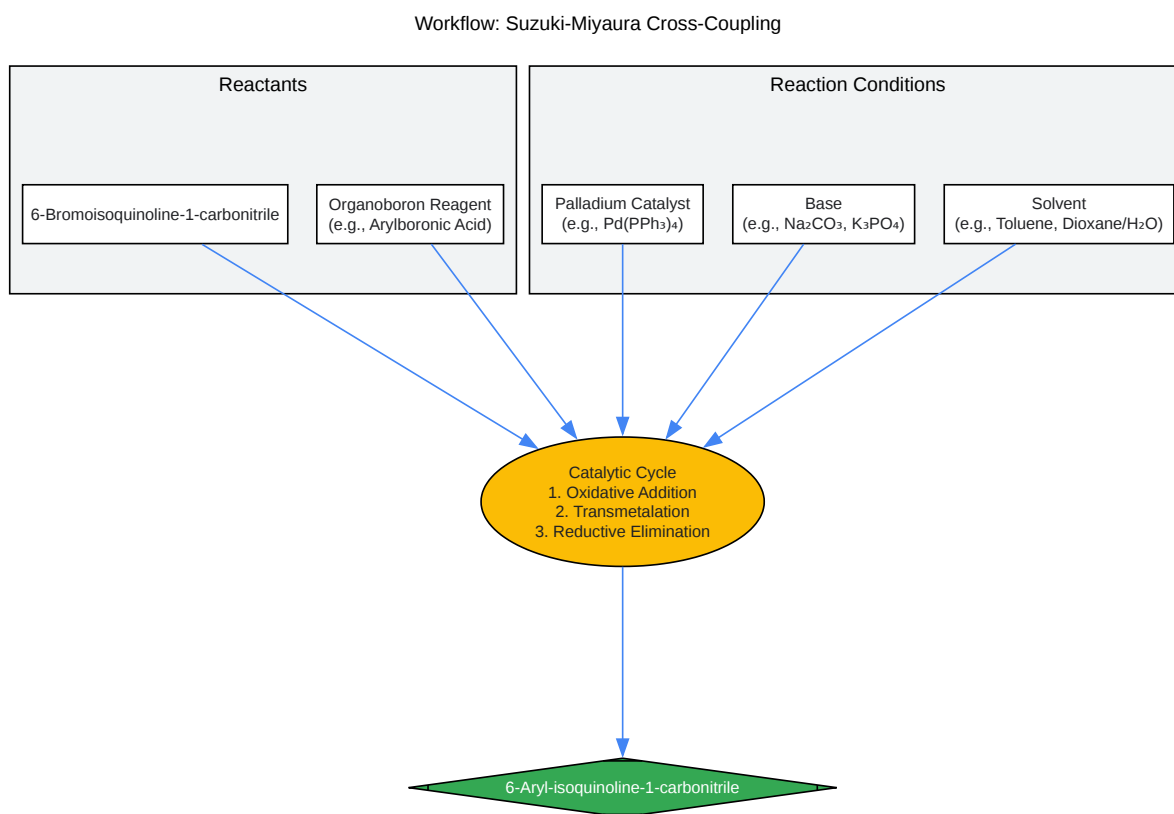 Workflow: Suzuki-Miyaura Cross-Coupling
Reactants
Reaction Conditions
6-Bromoisoquinoline-1-carbonitrile
Organoboron Reagent
(e.g., Arylboronic Acid)
Palladium Catalyst
(e.g., Pd(PPh₃)₄)
Base
(e.g., Na₂CO₃, K₃PO₄)
Solvent
(e.g., Toluene, Dioxane/H₂O)
Catalytic Cycle
1. Oxidative Addition
2. Transmetalation
3. Reductive Elimination
6-Aryl-isoquinoline-1-carbonitrile